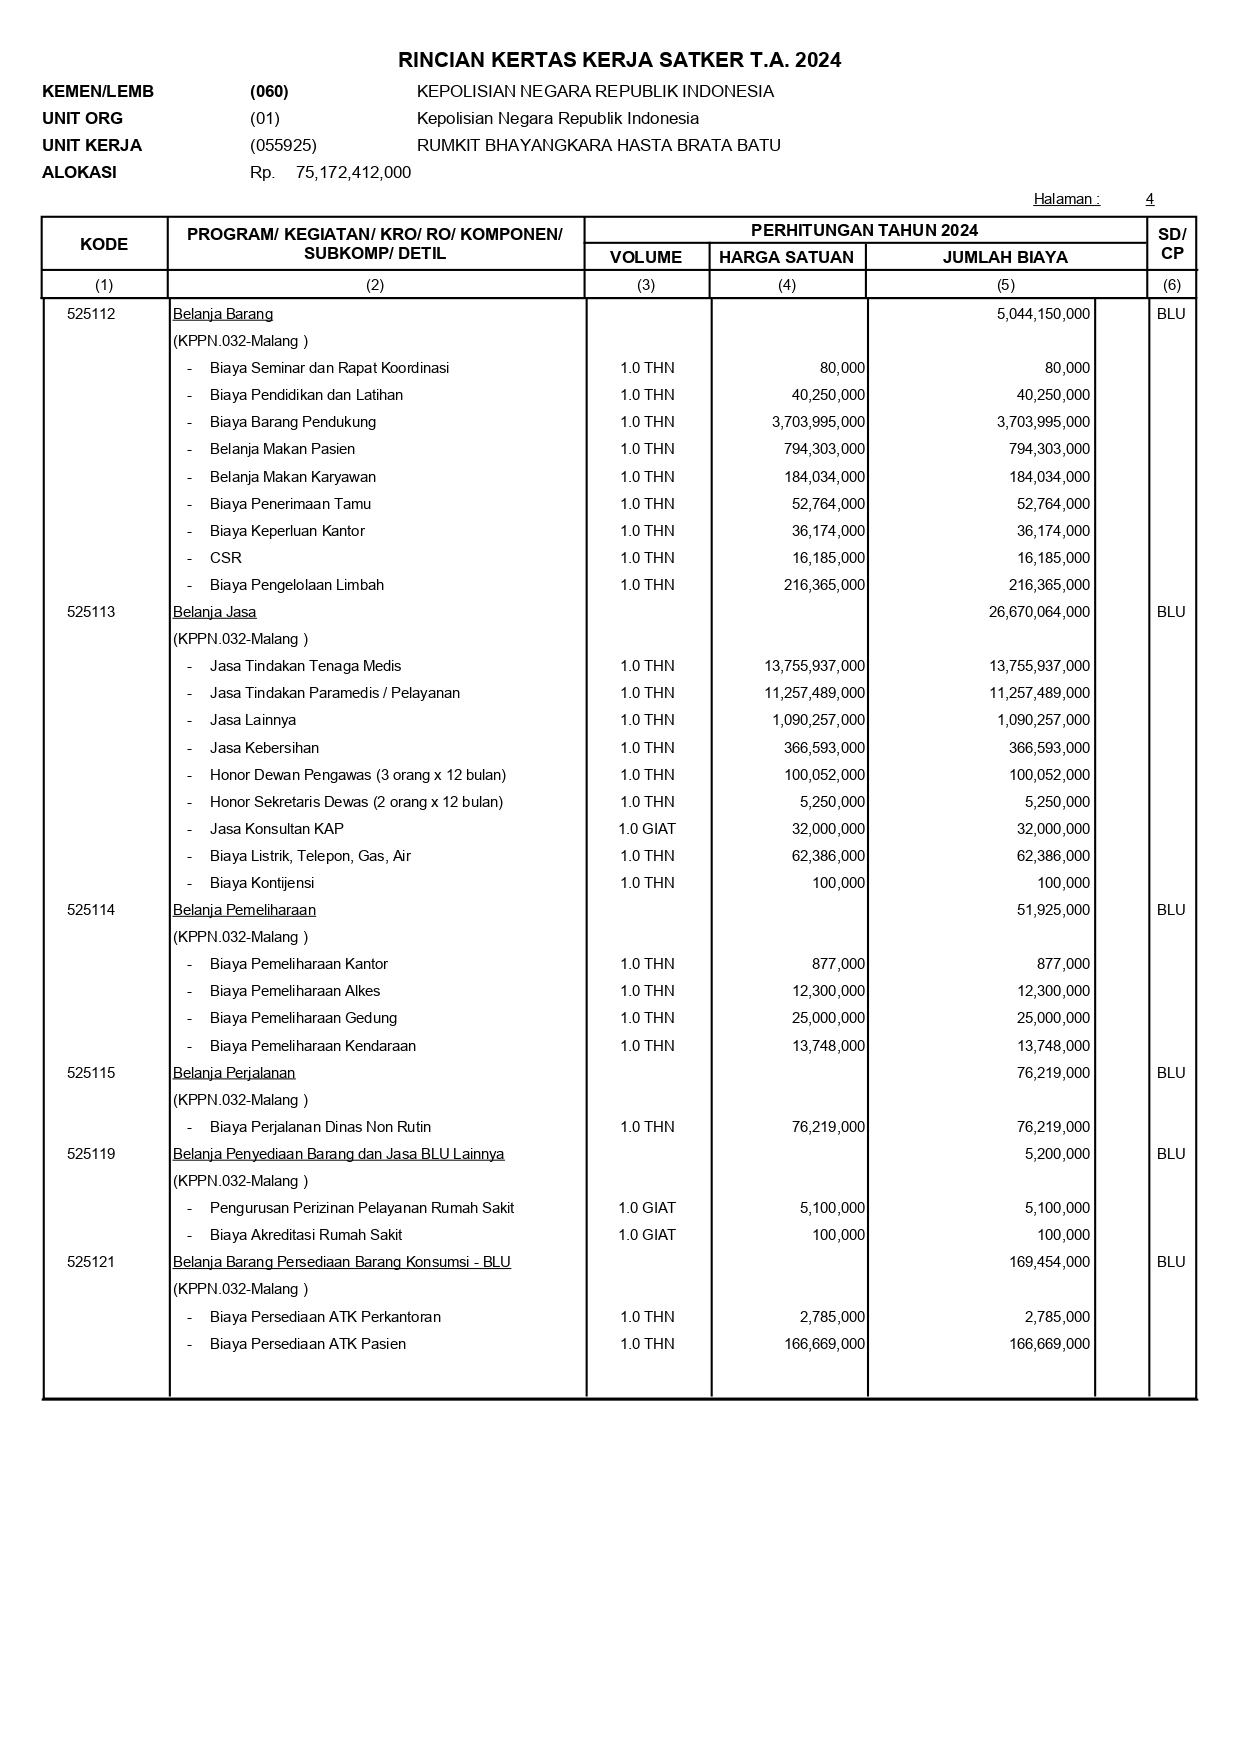 RINCIAN KERTAS KERJA SATKER T.A. 2024
KEMEN/LEMB (060) KEPOLISIAN NEGARA REPUBLIK INDONESIA
UNIT ORG (01) Kepolisian Negara Republik Indonesia
UNIT KERJA (055925) RUMKIT BHAYANGKARA HASTA BRATA BATU
ALOKASI Rp. 75,172,412,000
Halaman : 4
KODE PROGRAM/ KEGIATAN/ KRO/ RO/ KOMPONEN/ SUBKOMP/ DETIL PERHITUNGAN TAHUN 2024 SD/ CP
VOLUME HARGA SATUAN JUMLAH BIAYA
(1) (2) (3) (4) (5) (6)
525112 Belanja Barang 5,044,150,000 BLU
(KPPN.032-Malang )
- Biaya Seminar dan Rapat Koordinasi 1.0 THN 80,000 80,000
- Biaya Pendidikan dan Latihan 1.0 THN 40,250,000 40,250,000
- Biaya Barang Pendukung 1.0 THN 3,703,995,000 3,703,995,000
- Belanja Makan Pasien 1.0 THN 794,303,000 794,303,000
- Belanja Makan Karyawan 1.0 THN 184,034,000 184,034,000
- Biaya Penerimaan Tamu 1.0 THN 52,764,000 52,764,000
- Biaya Keperluan Kantor 1.0 THN 36,174,000 36,174,000
- CSR 1.0 THN 16,185,000 16,185,000
- Biaya Pengelolaan Limbah 1.0 THN 216,365,000 216,365,000
525113 Belanja Jasa 26,670,064,000 BLU
(KPPN.032-Malang )
- Jasa Tindakan Tenaga Medis 1.0 THN 13,755,937,000 13,755,937,000
- Jasa Tindakan Paramedis / Pelayanan 1.0 THN 11,257,489,000 11,257,489,000
- Jasa Lainnya 1.0 THN 1,090,257,000 1,090,257,000
- Jasa Kebersihan 1.0 THN 366,593,000 366,593,000
- Honor Dewan Pengawas (3 orang x 12 bulan) 1.0 THN 100,052,000 100,052,000
- Honor Sekretaris Dewas (2 orang x 12 bulan) 1.0 THN 5,250,000 5,250,000
- Jasa Konsultan KAP 1.0 GIAT 32,000,000 32,000,000
- Biaya Listrik, Telepon, Gas, Air 1.0 THN 62,386,000 62,386,000
- Biaya Kontijensi 1.0 THN 100,000 100,000
525114 Belanja Pemeliharaan 51,925,000 BLU
(KPPN.032-Malang )
- Biaya Pemeliharaan Kantor 1.0 THN 877,000 877,000
- Biaya Pemeliharaan Alkes 1.0 THN 12,300,000 12,300,000
- Biaya Pemeliharaan Gedung 1.0 THN 25,000,000 25,000,000
- Biaya Pemeliharaan Kendaraan 1.0 THN 13,748,000 13,748,000
525115 Belanja Perjalanan 76,219,000 BLU
(KPPN.032-Malang )
- Biaya Perjalanan Dinas Non Rutin 1.0 THN 76,219,000 76,219,000
525119 Belanja Penyediaan Barang dan Jasa BLU Lainnya 5,200,000 BLU
(KPPN.032-Malang )
- Pengurusan Perizinan Pelayanan Rumah Sakit 1.0 GIAT 5,100,000 5,100,000
- Biaya Akreditasi Rumah Sakit 1.0 GIAT 100,000 100,000
525121 Belanja Barang Persediaan Barang Konsumsi - BLU 169,454,000 BLU
(KPPN.032-Malang )
- Biaya Persediaan ATK Perkantoran 1.0 THN 2,785,000 2,785,000
- Biaya Persediaan ATK Pasien 1.0 THN 166,669,000 166,669,000